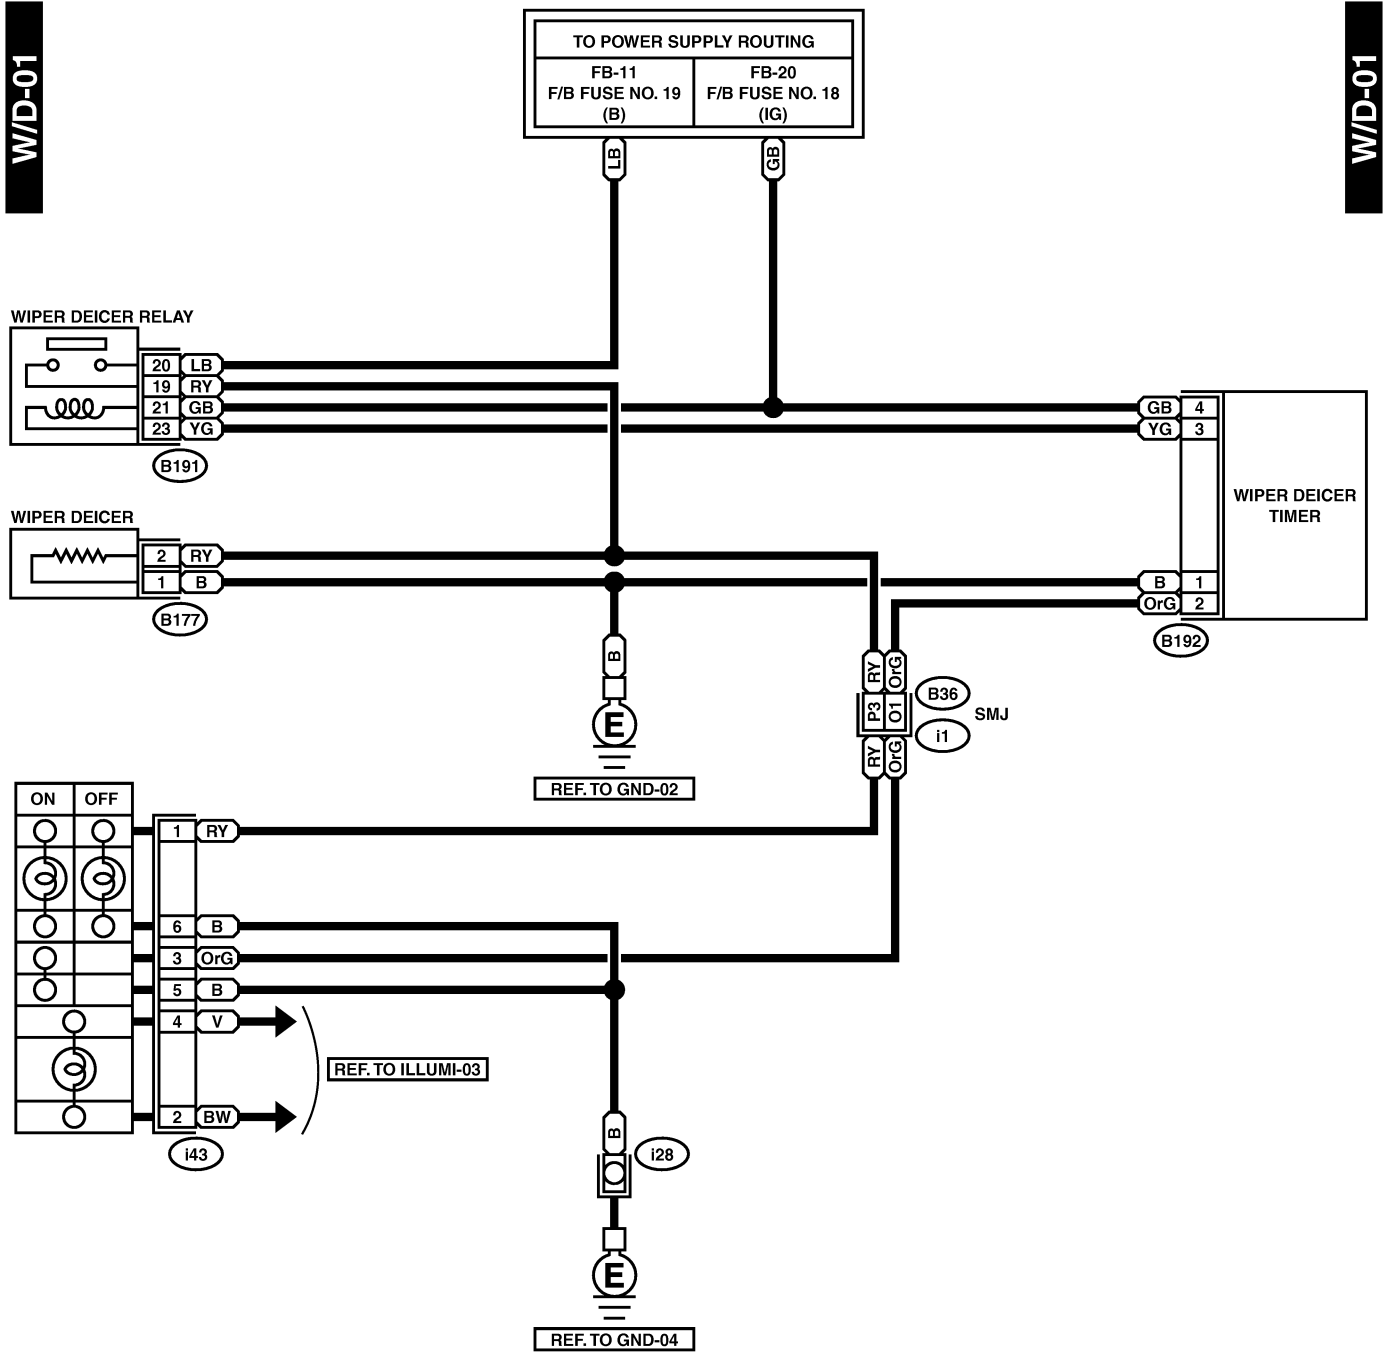 W/D-01
W/D-01
TO POWER SUPPLY ROUTING
FB-11
F/B FUSE NO. 19
(B)
FB-20
F/B FUSE NO. 18
(IG)
LB
GB
WIPER DEICER RELAY
20 LB
19 RY
21 GB
23 YG
B191
GB 4
YG 3
WIPER DEICER
TIMER
B 1
OrG 2
B192
WIPER DEICER
2 RY
1 B
B177
B
E
REF. TO GND-02
RY OrG
P3 O1
RY OrG
B36
i1
SMJ
ON OFF
1 RY
6 B
3 OrG
5 B
4 V
2 BW
i43
REF. TO ILLUMI-03
B
i28
E
REF. TO GND-04